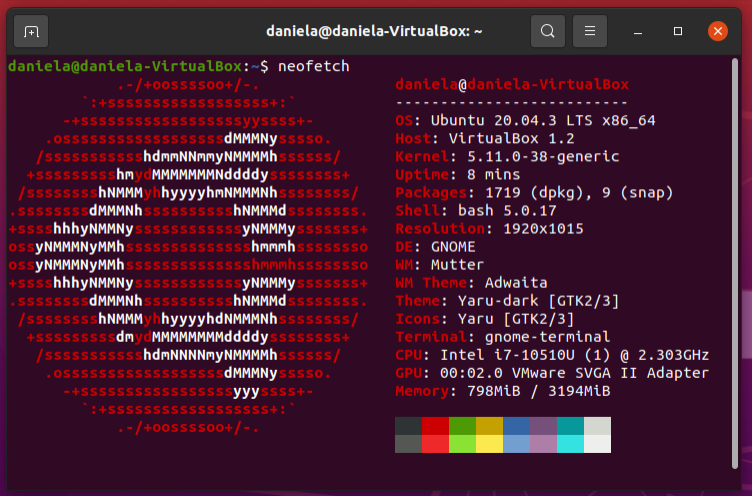 daniela@daniela-VirtualBox: ~
daniela@daniela-VirtualBox:~$ neofetch
.-/+oossssoo+/-.
`:+ssssssssssssssssss+:`
-+ssssssssssssssssssyyssss+-
.ossssssssssssssssssdMMMNysssso.
/ssssssssssshdmmNNmmyNMMMMhssssss/
+ssssssssshmydMMMMMMMNddddyssssssss+
/sssssssshNMMMyhhyyyyhmNMMMNhssssssss/
.ssssssssdMMMNhsssssssssshNMMMdssssssss.
+sssshhhyNMMNyssssssssssssyNMMMysssssss+
ossyNMMMNyMMhsssssssssssssshmmmhssssssso
ossyNMMMNyMMhsssssssssssssshmmmhssssssso
+sssshhhyNMMNyssssssssssssyNMMMysssssss+
.ssssssssdMMMNhsssssssssshNMMMdssssssss.
/sssssssshNMMMyhhyyyyhdNMMMNhssssssss/
+sssssssssdmydMMMMMMMMddddyssssssss+
/ssssssssssshdmNNNNmyNMMMMhssssss/
.ossssssssssssssssssdMMMNysssso.
-+sssssssssssssssssyyyssss+-
`:+ssssssssssssssssss+:`
.-/+oossssoo+/-.
daniela@daniela-VirtualBox
--------------------------
OS: Ubuntu 20.04.3 LTS x86_64
Host: VirtualBox 1.2
Kernel: 5.11.0-38-generic
Uptime: 8 mins
Packages: 1719 (dpkg), 9 (snap)
Shell: bash 5.0.17
Resolution: 1920x1015
DE: GNOME
WM: Mutter
WM Theme: Adwaita
Theme: Yaru-dark [GTK2/3]
Icons: Yaru [GTK2/3]
Terminal: gnome-terminal
CPU: Intel i7-10510U (1) @ 2.303GHz
GPU: 00:02.0 VMware SVGA II Adapter
Memory: 798MiB / 3194MiB